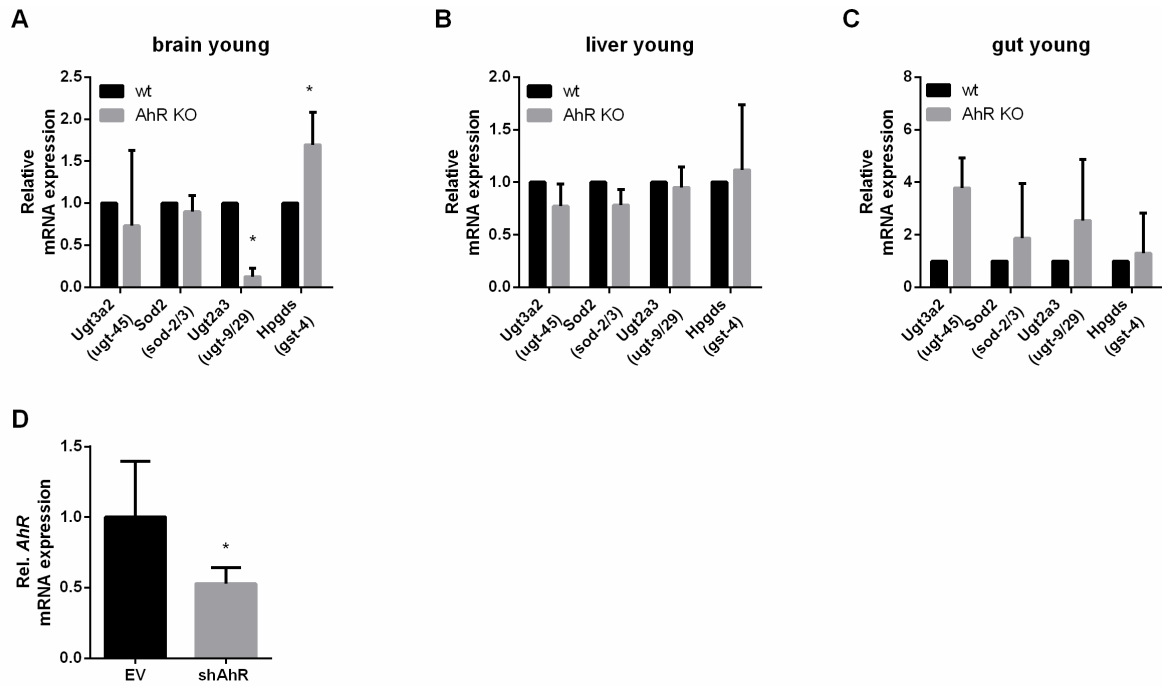 A
brain young
Relative
mRNA expression
2.5
2.0
1.5
1.0
0.5
0.0
wt
AhR KO
*
*
Ugt3a2
(ugt-45)
Sod2
(sod-2/3)
Ugt2a3
(ugt-9/29)
Hpgds
(gst-4)
B
liver young
Relative
mRNA expression
2.0
1.5
1.0
0.5
0.0
wt
AhR KO
Ugt3a2
(ugt-45)
Sod2
(sod-2/3)
Ugt2a3
(ugt-9/29)
Hpgds
(gst-4)
C
gut young
Relative
mRNA expression
8
6
4
2
0
wt
AhR KO
Ugt3a2
(ugt-45)
Sod2
(sod-2/3)
Ugt2a3
(ugt-9/29)
Hpgds
(gst-4)
D
Rel. AhR
mRNA expression
1.5
1.0
0.5
0.0
*
EV
shAhR